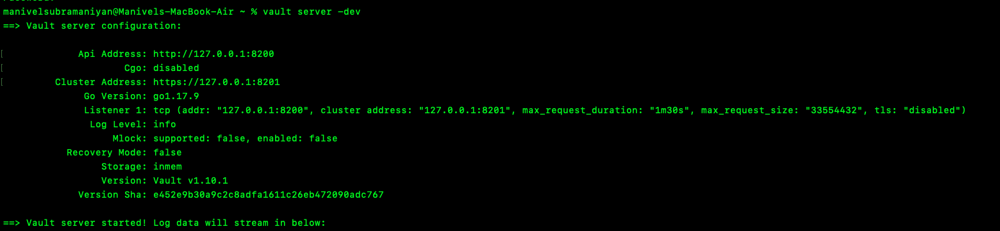 manivelsubramaniyan@Manivels-MacBook-Air ~ % vault server -dev
==> Vault server configuration:
[ Api Address: http://127.0.0.1:8200
[ Cgo: disabled
[ Cluster Address: https://127.0.0.1:8201
Go Version: go1.17.9
Listener 1: tcp (addr: "127.0.0.1:8200", cluster address: "127.0.0.1:8201", max_request_duration: "1m30s", max_request_size: "33554432", tls: "disabled")
Log Level: info
Mlock: supported: false, enabled: false
Recovery Mode: false
Storage: inmem
Version: Vault v1.10.1
Version Sha: e452e9b30a9c2c8adfa1611c26eb472090adc767
==> Vault server started! Log data will stream in below: